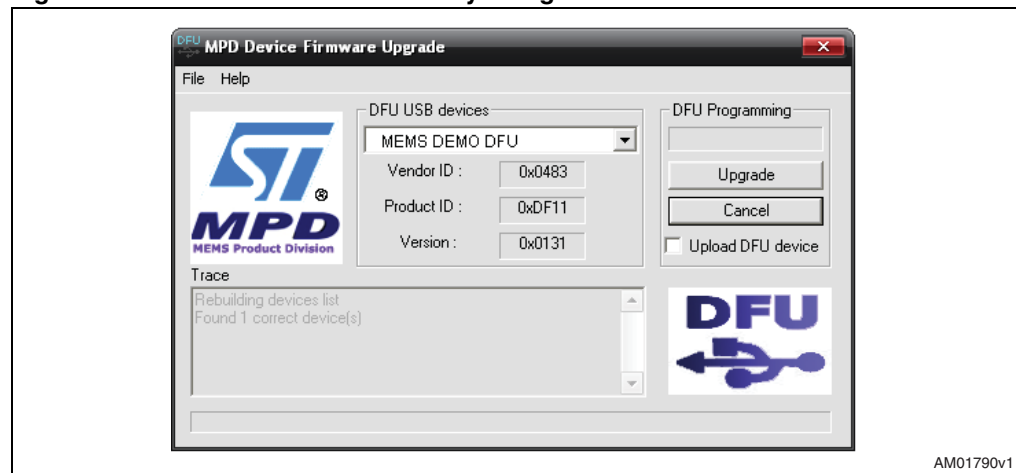 DFU MPD Device Firmware Upgrade
File Help
DFU USB devices
MEMS DEMO DFU
Vendor ID : 0x0483
Product ID : 0xDF11
Version : 0x0131
DFU Programming
Upgrade
Cancel
Upload DFU device
ST ®
MPD
MEMS Product Division
Trace
Rebuilding devices list
Found 1 correct device(s)
DFU
AM01790v1